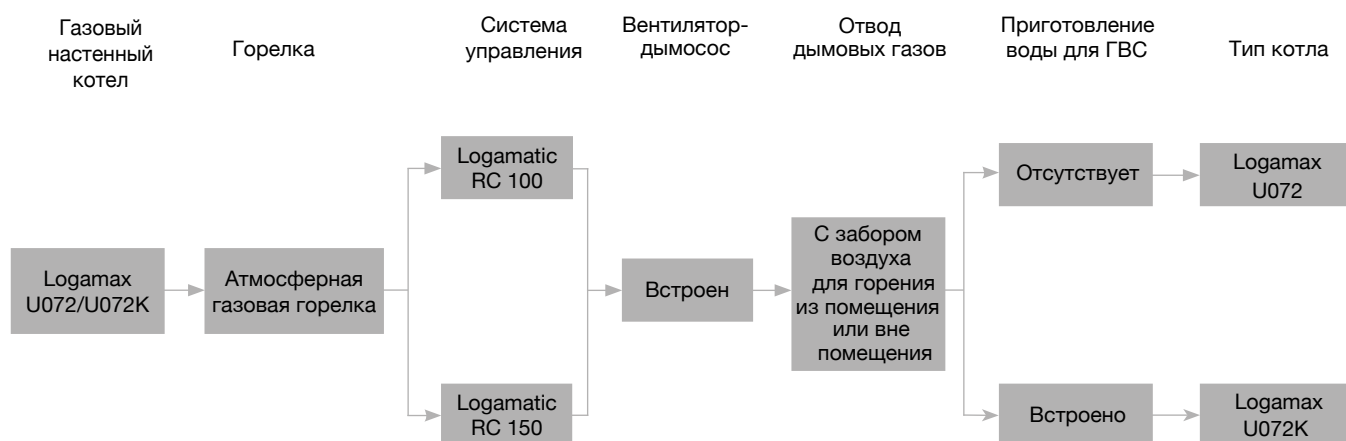 Газовый
настенный
котел
Горелка
Система
управления
Вентилятор-
дымосос
Отвод
дымовых газов
Приготовление
воды для ГВС
Тип котла
Logamax
U072/U072K
Атмосферная
газовая горелка
Logamatic
RC 100
Logamatic
RC 150
Встроен
С забором
воздуха
для горения
из помещения
или вне
помещения
Отсутствует
Встроено
Logamax
U072
Logamax
U072K